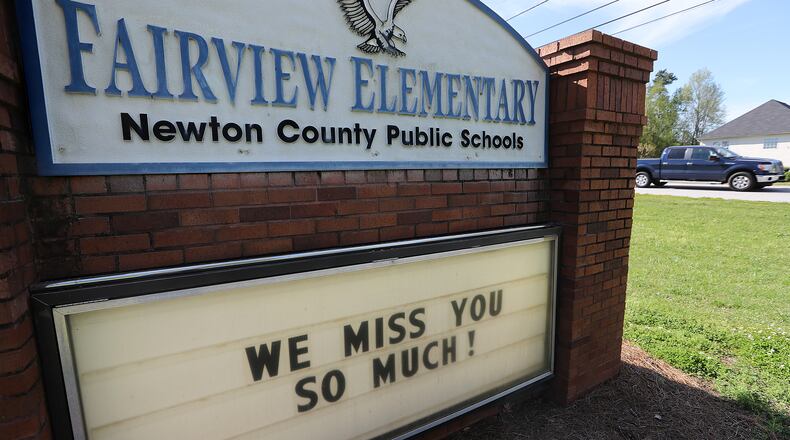 FAIRVIEW ELEMENTARY
Newton County Public Schools
WE MISS YOU
SO MUCH!